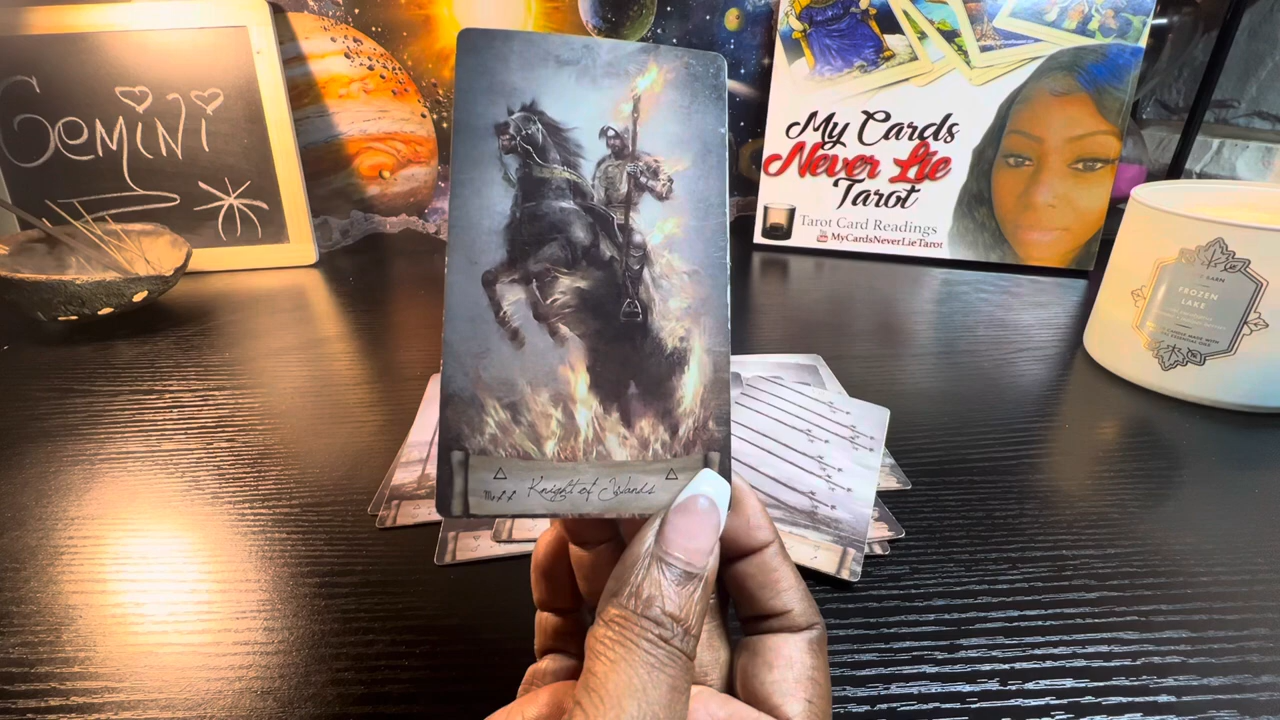 Gemini
My Cards
Never Lie
Tarot
Tarot Card Readings
MyCardsNeverLieTarot
Knight of Wands
FROZEN
LAKE